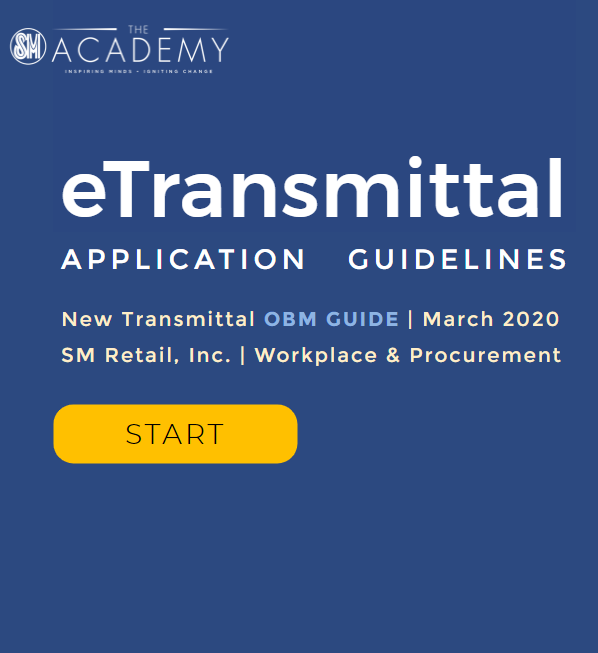 THE
SM ACADEMY
INSPIRING MINDS • IGNITING CHANGE
eTransmittal
APPLICATION GUIDELINES
New Transmittal OBM GUIDE | March 2020
SM Retail, Inc. | Workplace & Procurement
START